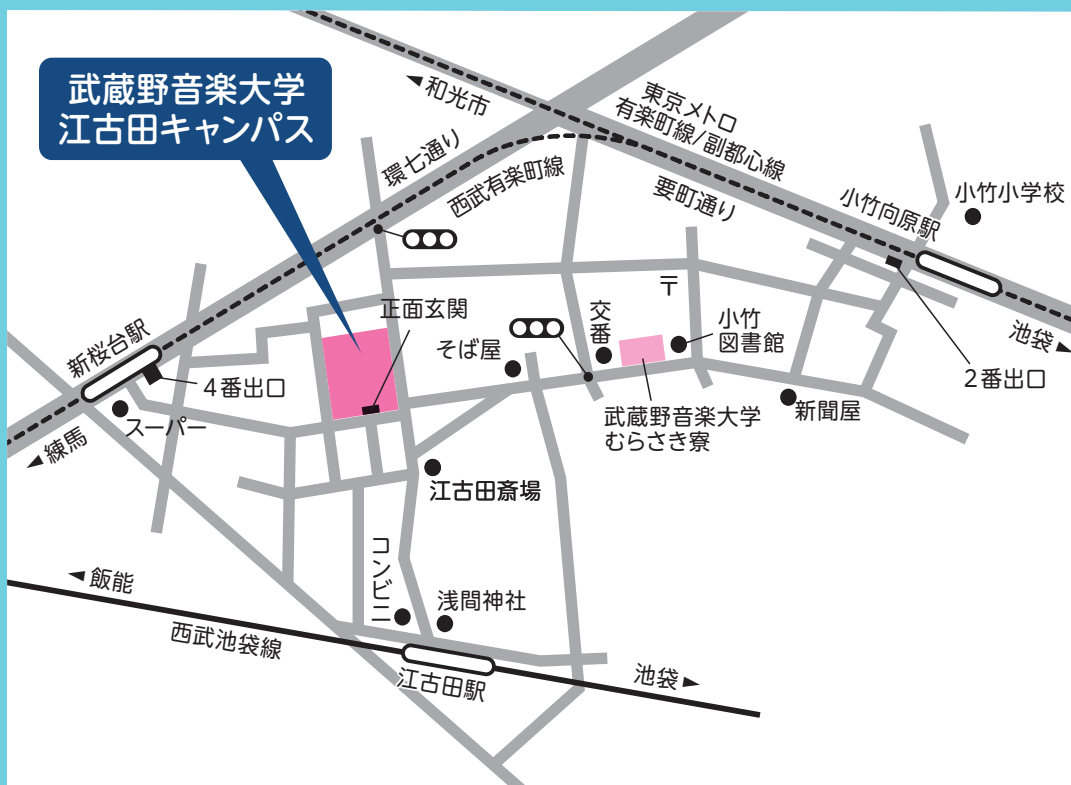 武蔵野音楽大学
江古田キャンパス
◀和光市
東京メトロ
有楽町線/副都心線
環七通り
西武有楽町線
要町通り
小竹向原駅
小竹小学校
〒
正面玄関
交番
小竹
図書館
池袋▶
新桜台駅
そば屋
4番出口
2番出口
スーパー
武蔵野音楽大学
むらさき寮
新聞屋
◀練馬
江古田斎場
コンビニ
◀飯能
浅間神社
西武池袋線
江古田駅
池袋▶